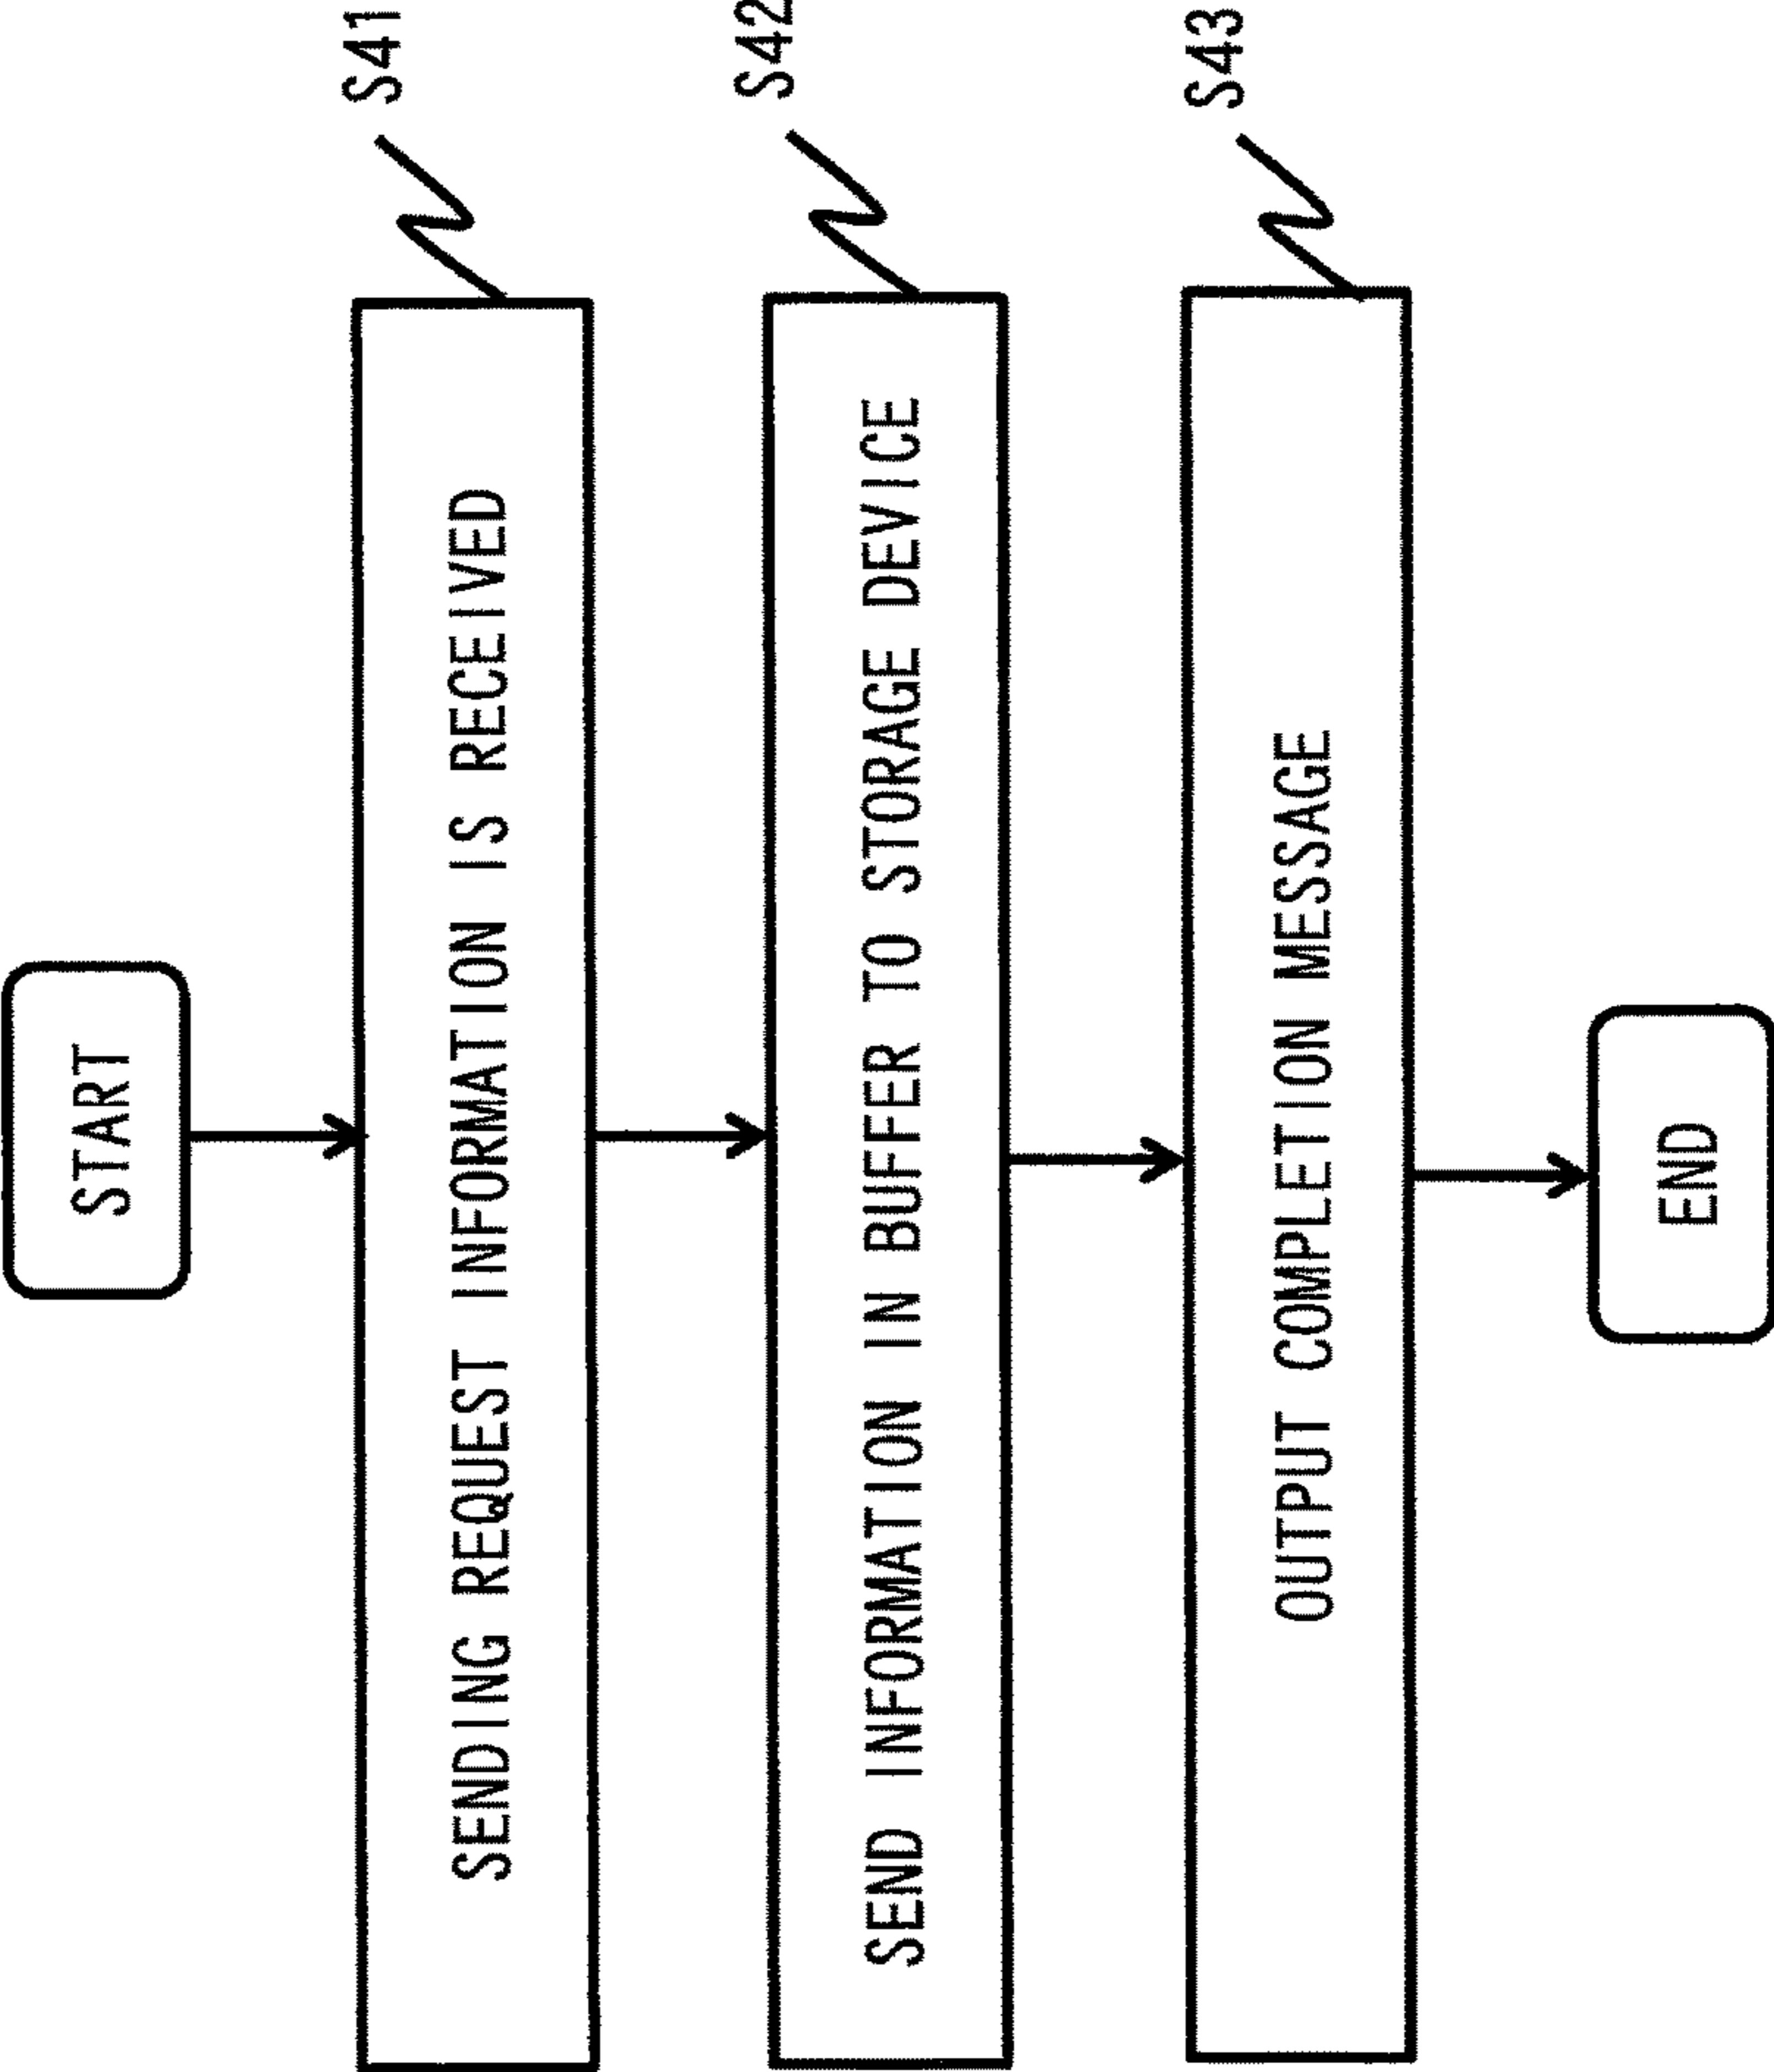 START
SENDING REQUEST INFORMATION IS RECEIVED
S41
SEND INFORMATION IN BUFFER TO STORAGE DEVICE
S42
OUTPUT COMPLETION MESSAGE
S43
END